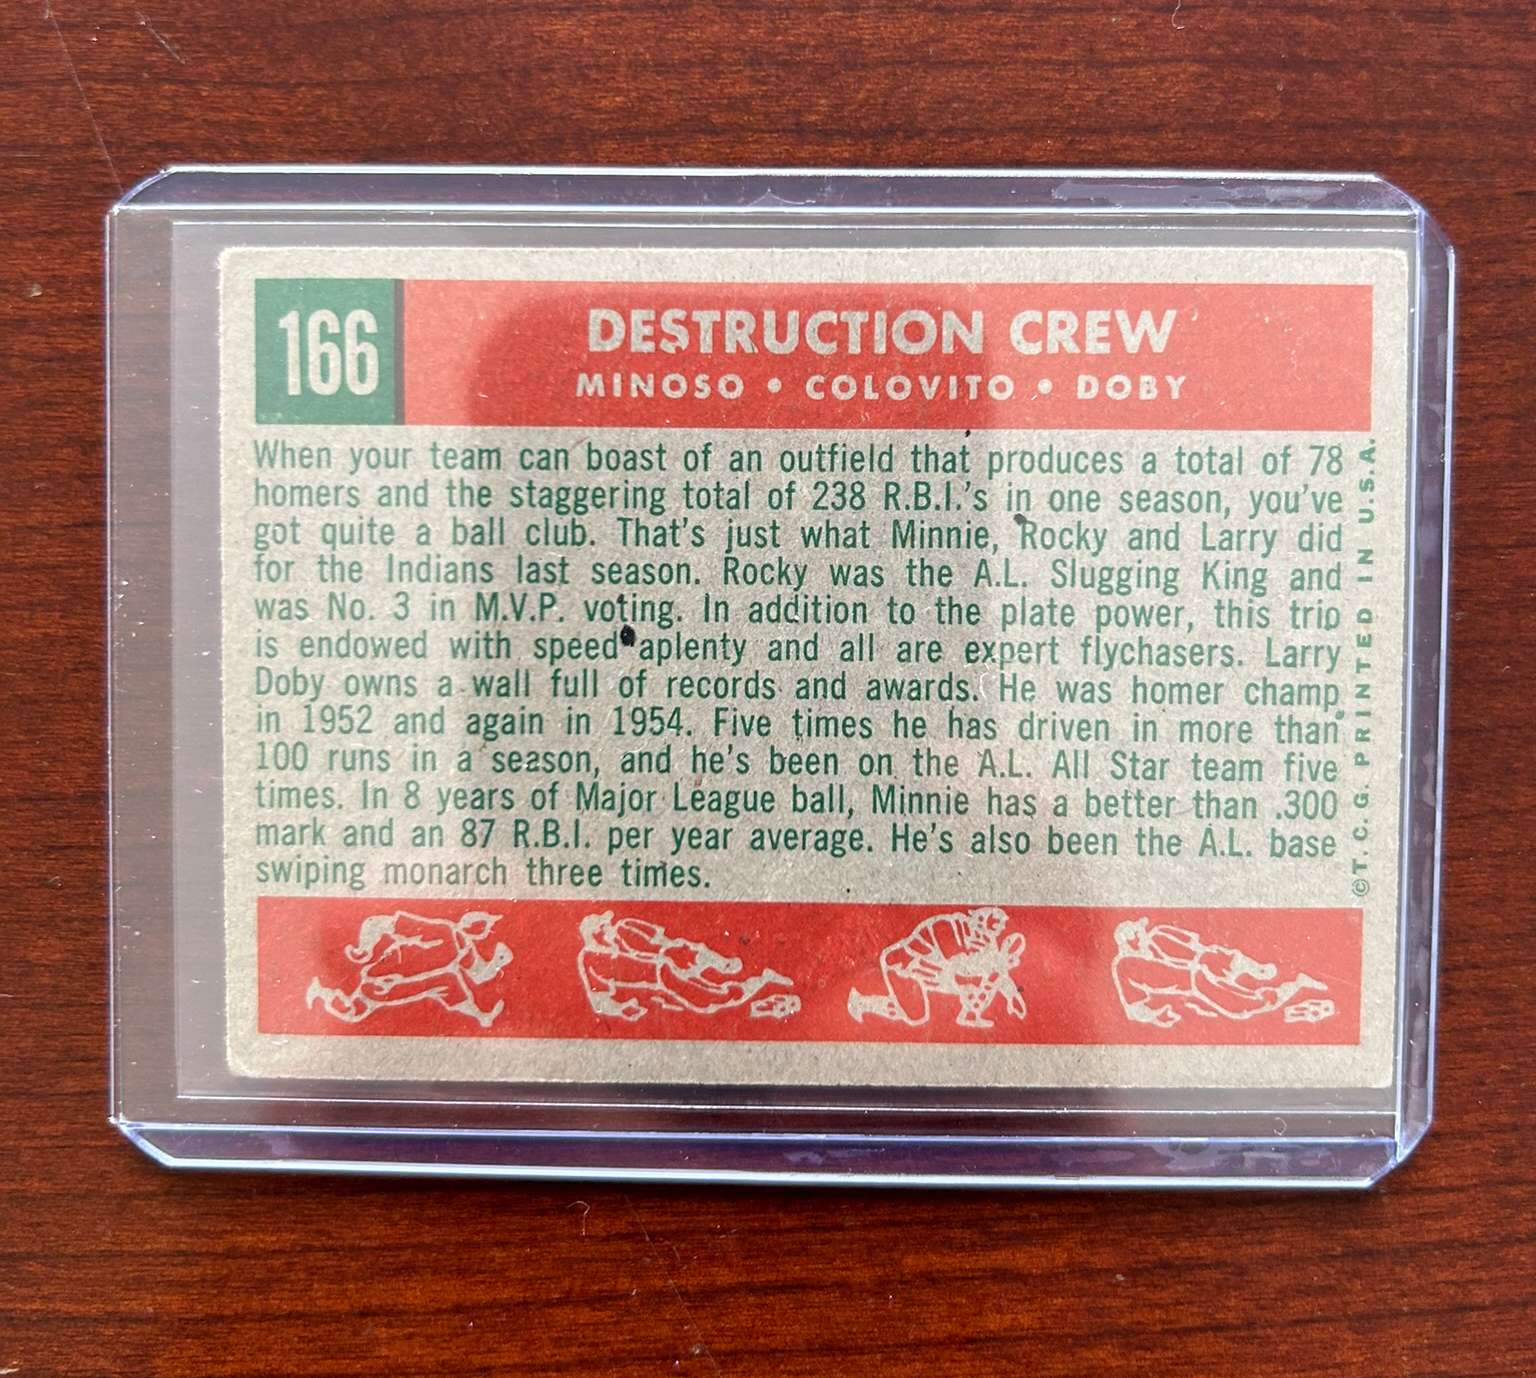 166
DESTRUCTION CREW
MINOSO • COLOVITO • DOBY
When your team can boast of an outfield that produces a total of 78
homers and the staggering total of 238 R.B.I.'s in one season, you've
got quite a ball club. That's just what Minnie, Rocky and Larry did
for the Indians last season. Rocky was the A.L. Slugging King and
was No. 3 in M.V.P. voting. In addition to the plate power, this trio
is endowed with speed aplenty and all are expert flychasers. Larry
Doby owns a wall full of records and awards. He was homer champ
in 1952 and again in 1954. Five times he has driven in more than
100 runs in a season, and he's been on the A.L. All Star team five
times. In 8 years of Major League ball, Minnie has a better than .300
mark and an 87 R.B.I. per year average. He's also been the A.L. base
swiping monarch three times.
©T.C.G. PRINTED IN U.S.A.